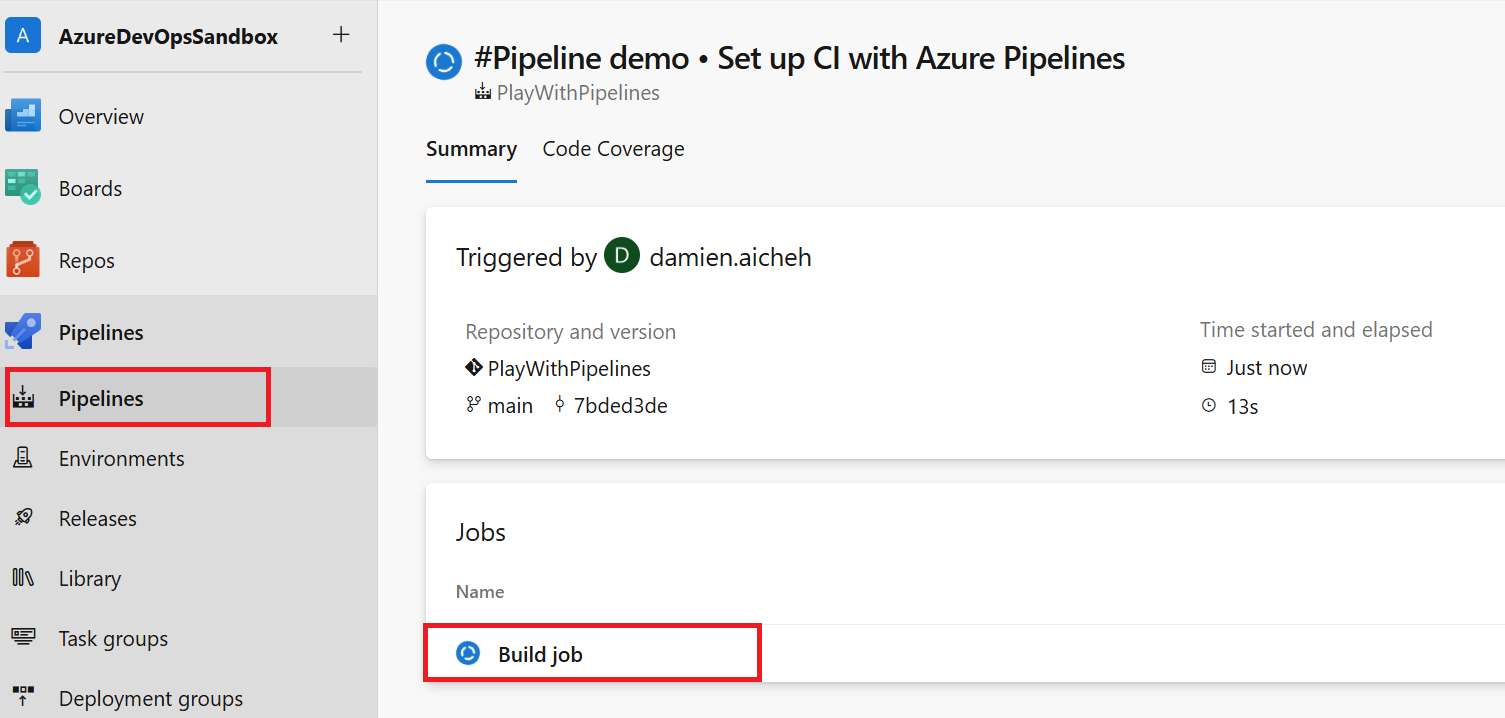 A AzureDevOpsSandbox +
Overview
Boards
Repos
Pipelines
Pipelines
Environments
Releases
Library
Task groups
Deployment groups
#Pipeline demo • Set up CI with Azure Pipelines
PlayWithPipelines
Summary Code Coverage
Triggered by D damien.aicheh
Repository and version
PlayWithPipelines
main 7bded3de
Time started and elapsed
Just now
13s
Jobs
Name
Build job